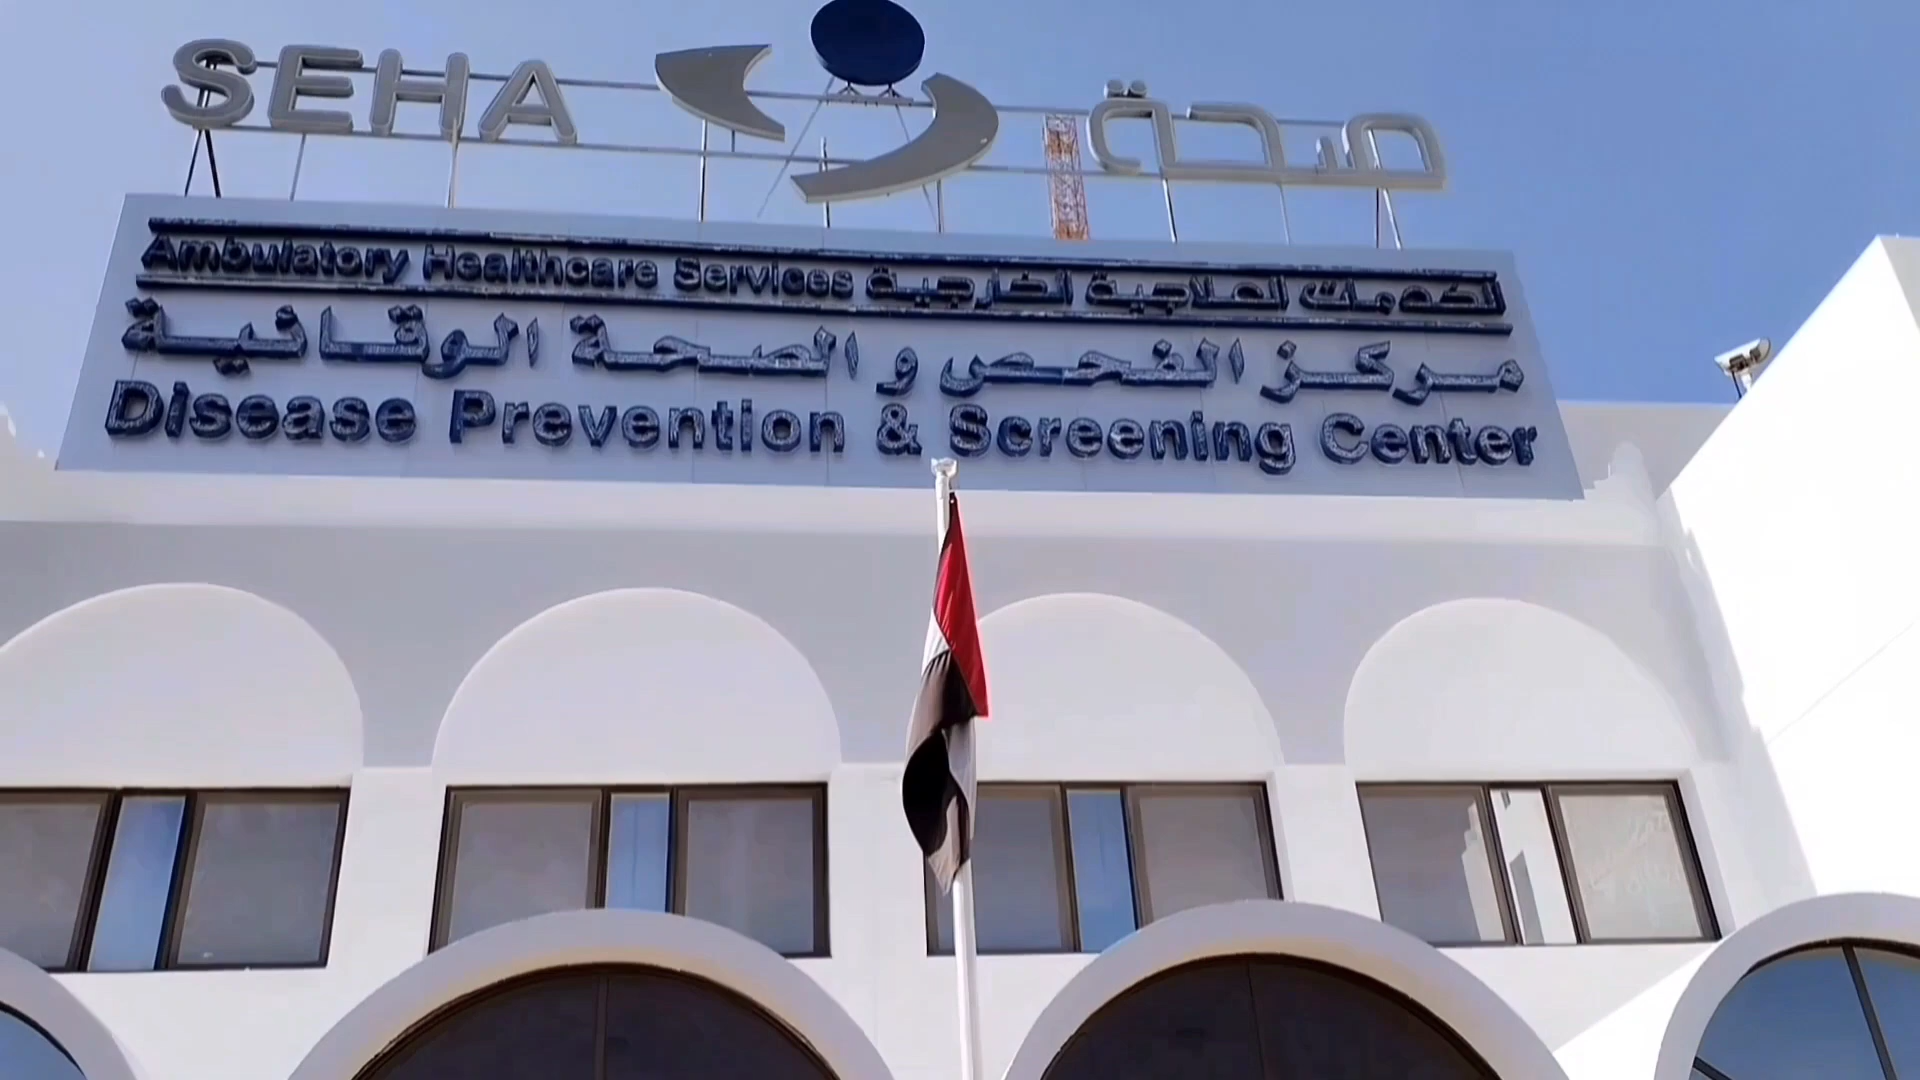 SEHA صحة
Ambulatory Healthcare Services الخدمات العلاجية الخارجية
مركز الفحص و الصحة الوقائية
Disease Prevention & Screening Center